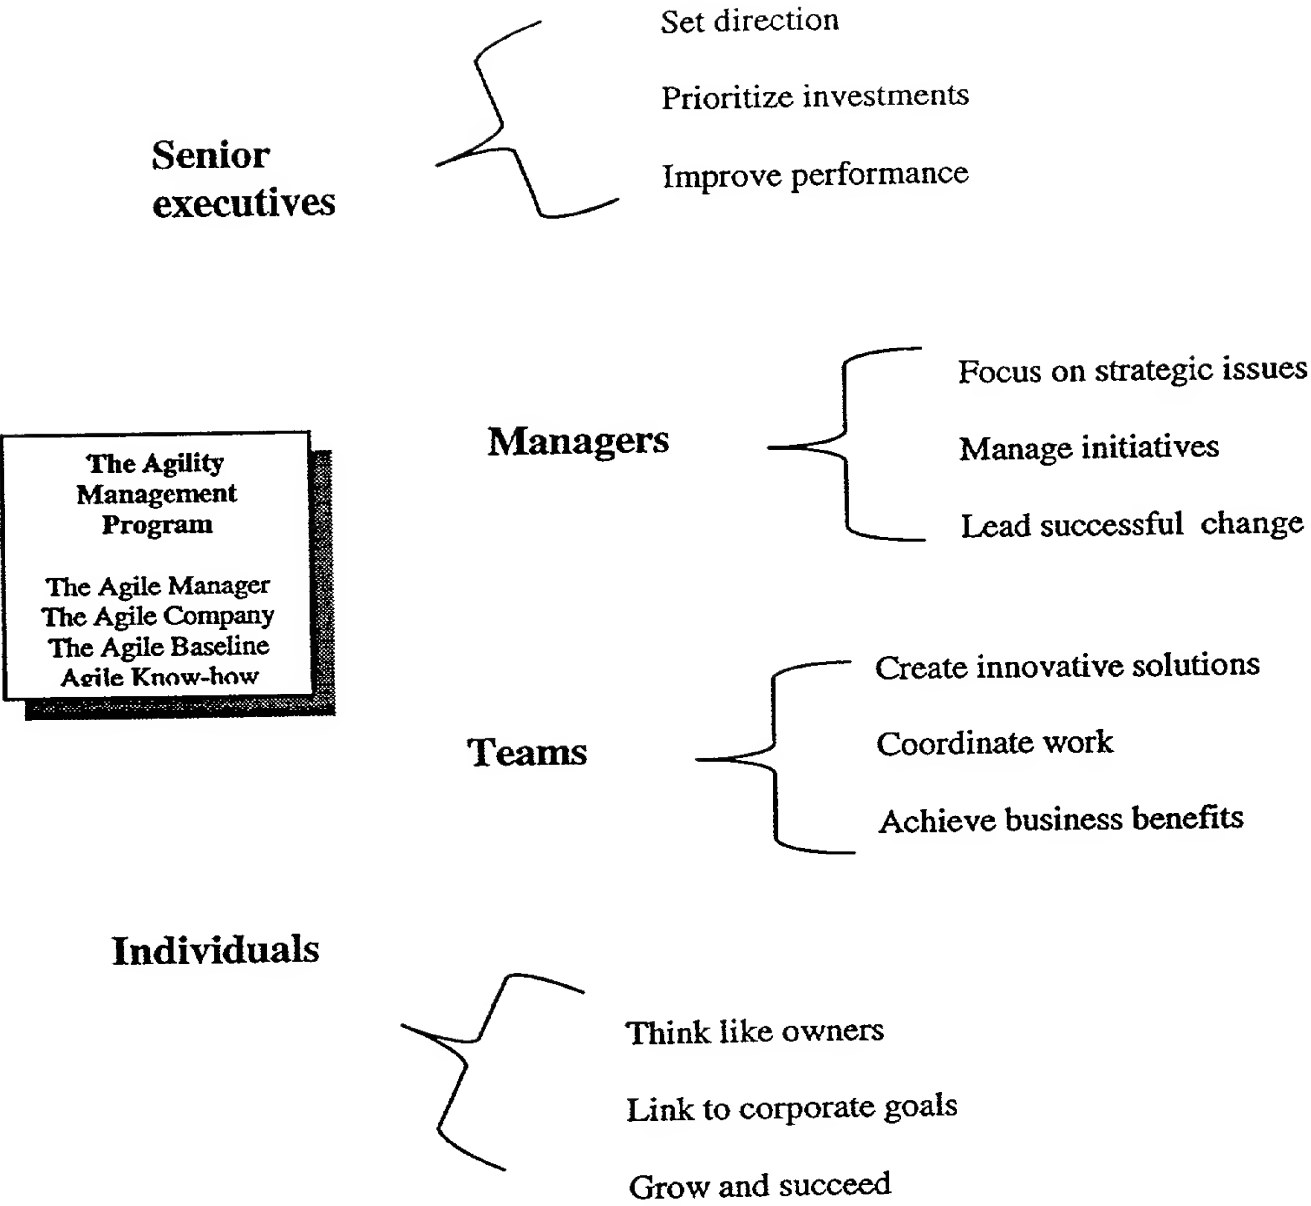 Set direction
Prioritize investments
Improve performance
Senior
executives
Focus on strategic issues
Manage initiatives
Lead successful change
Managers
The Agility
Management
Program
The Agile Manager
The Agile Company
The Agile Baseline
Agile Know-how
Create innovative solutions
Coordinate work
Achieve business benefits
Teams
Individuals
Think like owners
Link to corporate goals
Grow and succeed